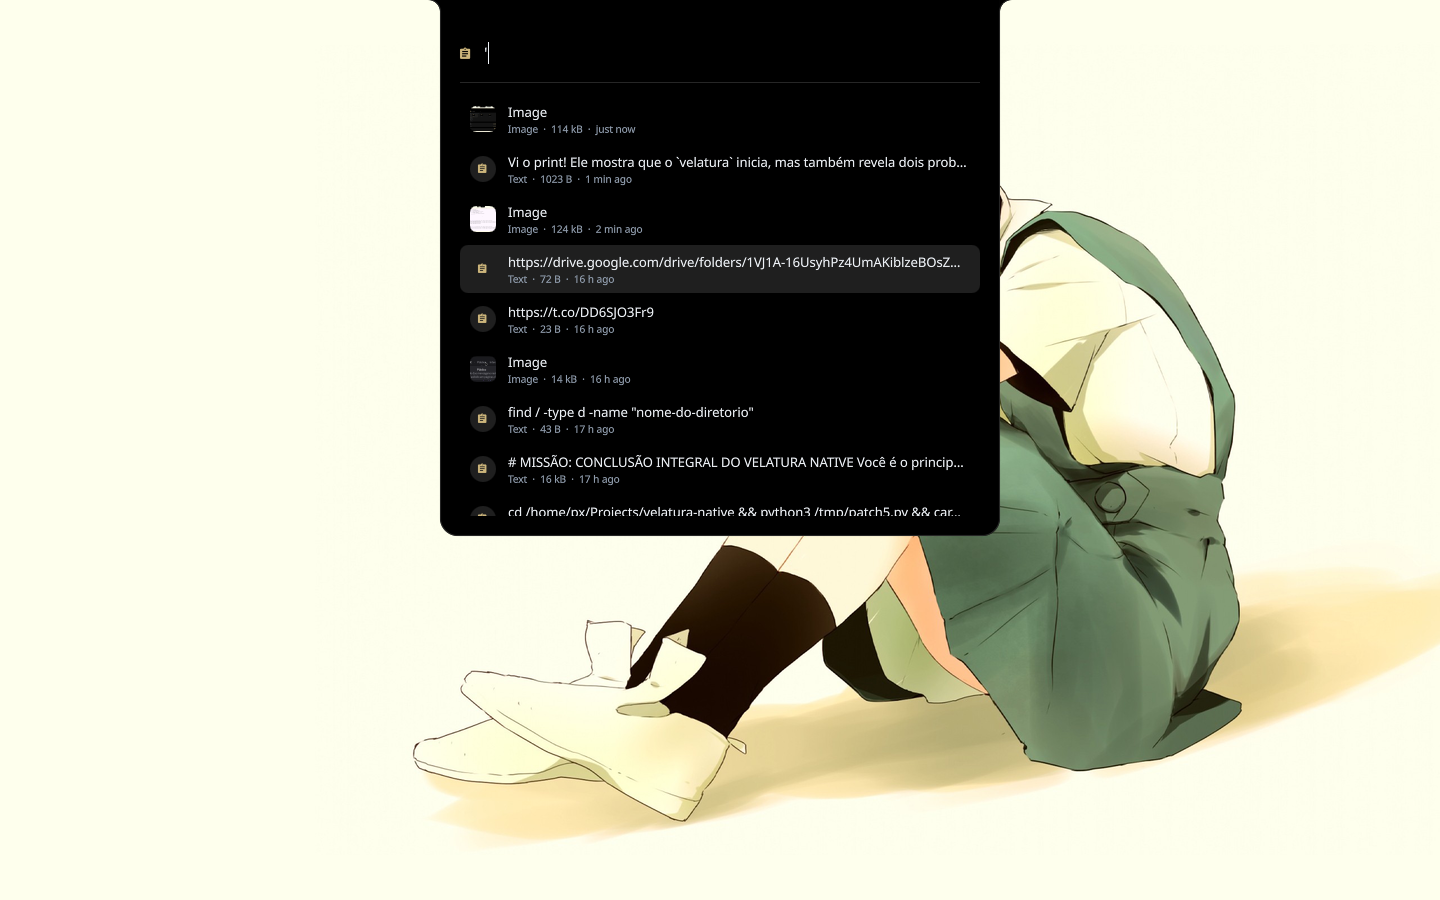 '
Image
Image · 114 kB · just now
Vi o print! Ele mostra que o `velatura` inicia, mas também revela dois prob...
Text · 1023 B · 1 min ago
Image
Image · 124 kB · 2 min ago
https://drive.google.com/drive/folders/1VJ1A-16UsyhPz4UmAKiblzeBOsZ...
Text · 72 B · 16 h ago
https://t.co/DD6SJO3Fr9
Text · 23 B · 16 h ago
Image
Image · 14 kB · 16 h ago
find / -type d -name "nome-do-diretorio"
Text · 43 B · 17 h ago
# MISSÃO: CONCLUSÃO INTEGRAL DO VELATURA NATIVE Você é o princip...
Text · 16 kB · 17 h ago
cd /home/px/Projects/velatura-native && python3 /tmp/patch5.py && car...